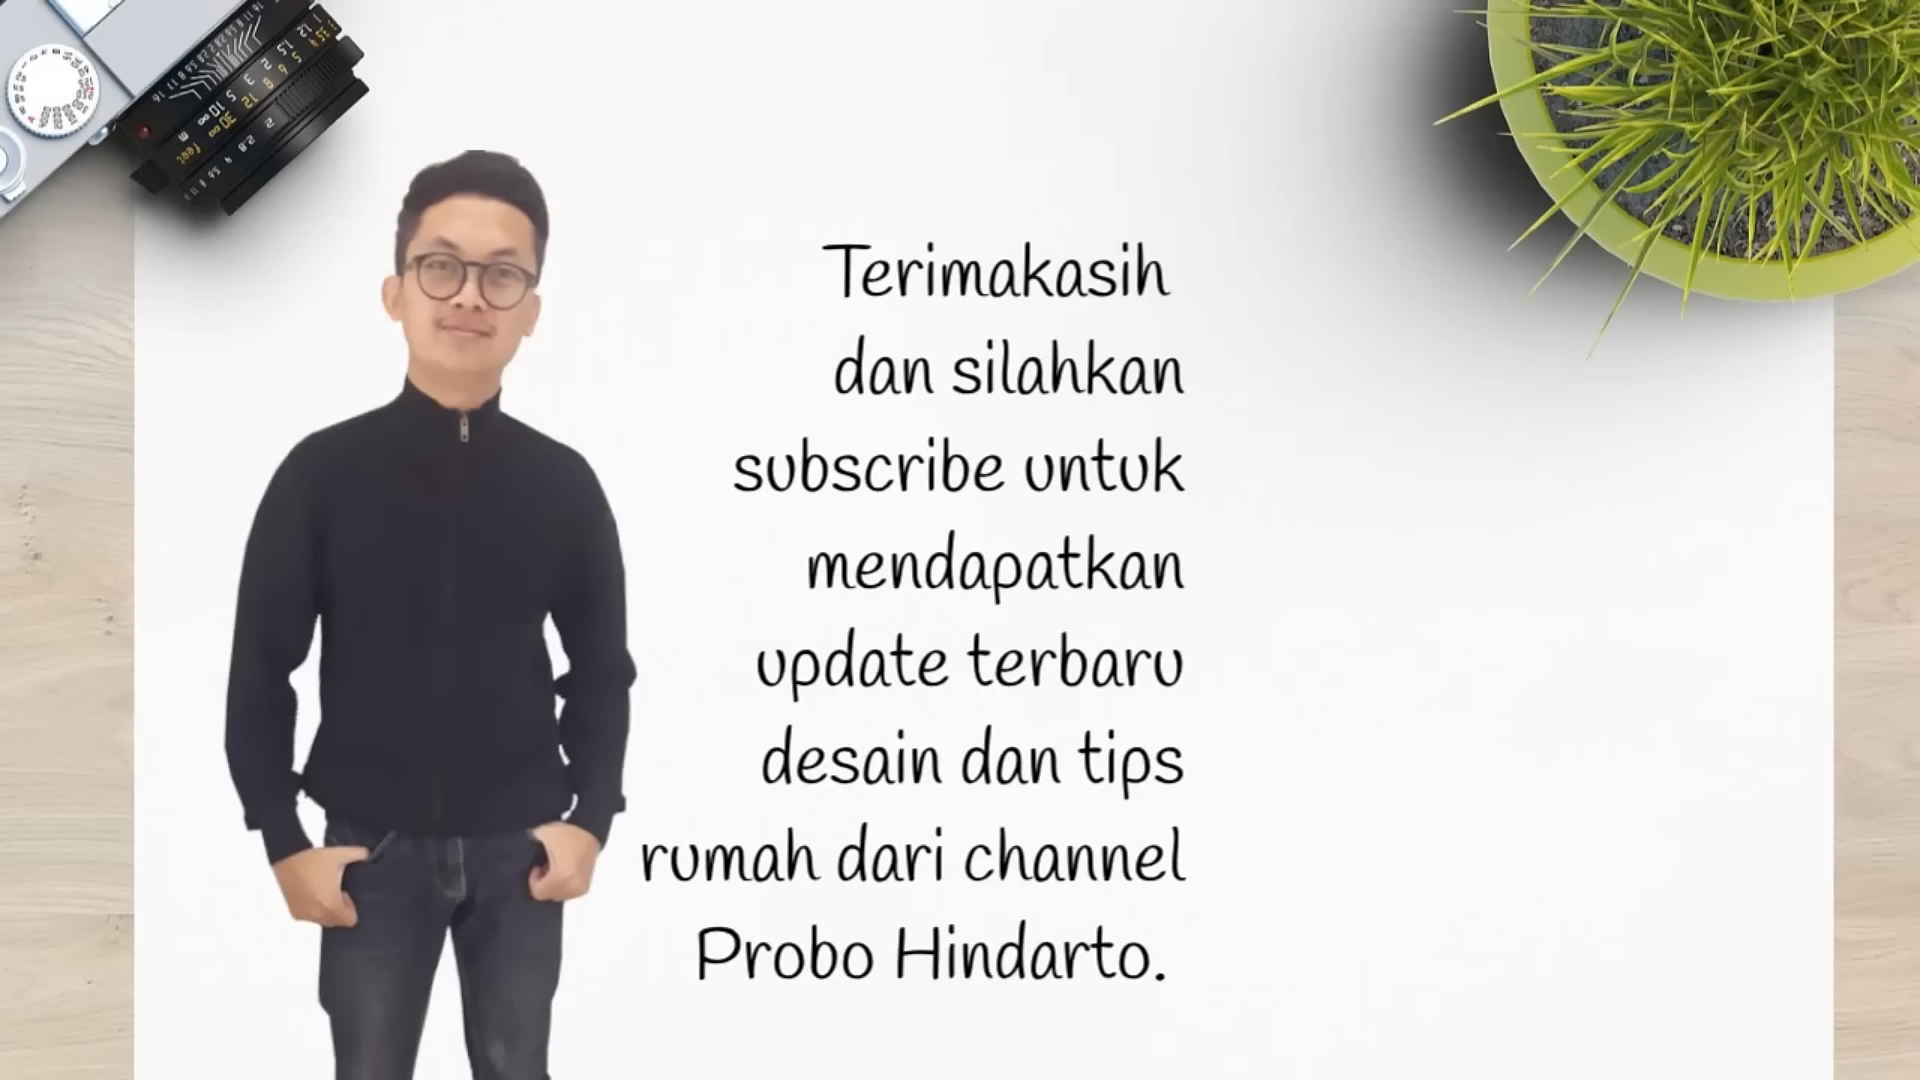 Terimakasih
dan silahkan
subscribe untuk
mendapatkan
update terbaru
desain dan tips
rumah dari channel
Probo Hindarto.